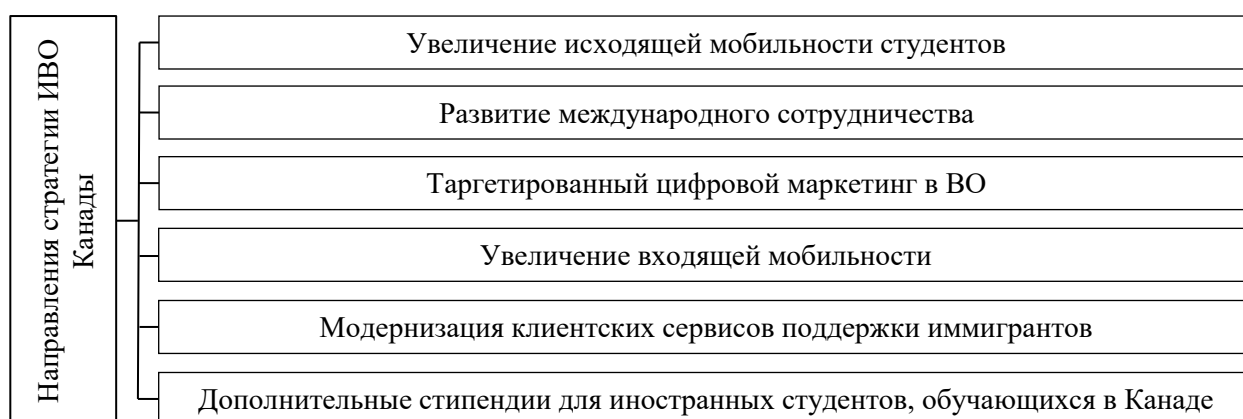 Направления стратегии ИВО
Канады
Увеличение исходящей мобильности студентов
Развитие международного сотрудничества
Таргетированный цифровой маркетинг в ВО
Увеличение входящей мобильности
Модернизация клиентских сервисов поддержки иммигрантов
Дополнительные стипендии для иностранных студентов, обучающихся в Канаде